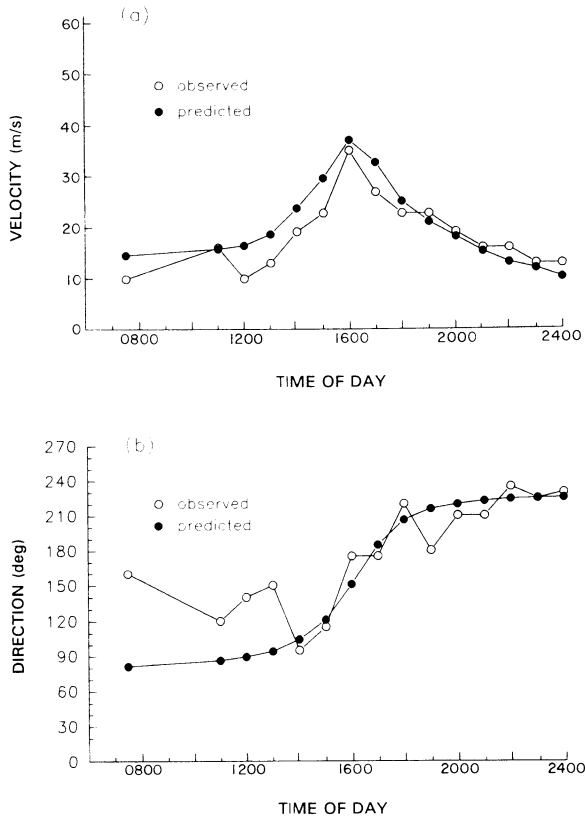 (a)
60
50
40
30
20
10
0
VELOCITY (m/s)
observed
predicted
0800 1200 1600 2000 2400
TIME OF DAY
(b)
270
240
210
180
150
120
90
60
30
0
DIRECTION (deg)
observed
predicted
0800 1200 1600 2000 2400
TIME OF DAY